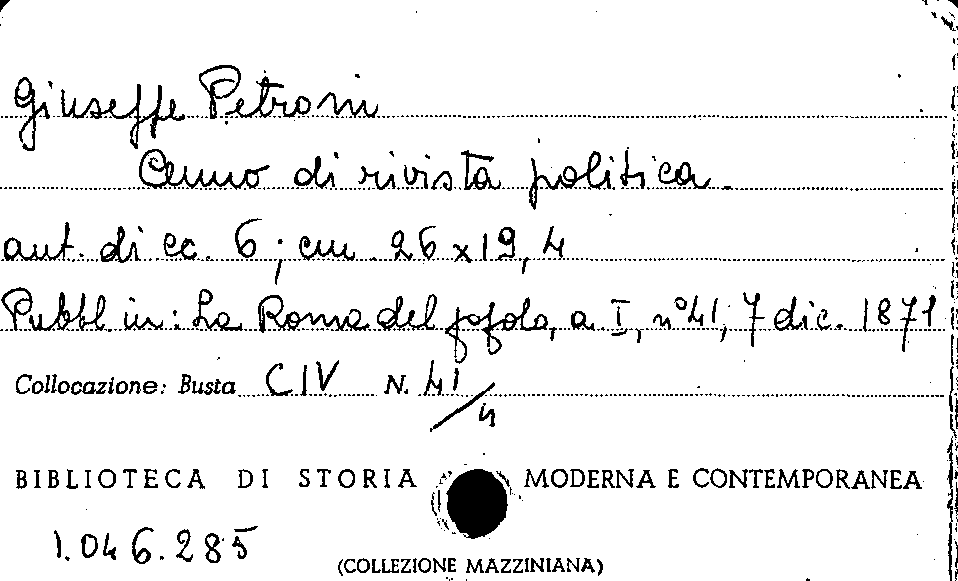 Giuseppe Petroni
Cenno di rivista politica.
aut. di cc. 6; cm. 26 x 19,4
Pubbl in: La Roma del popolo, a. I, n° 41, 7 dic. 1871
Collocazione: Busta CIV N. 41/4
BIBLIOTECA DI STORIA MODERNA E CONTEMPORANEA
1.046.285
(COLLEZIONE MAZZINIANA)